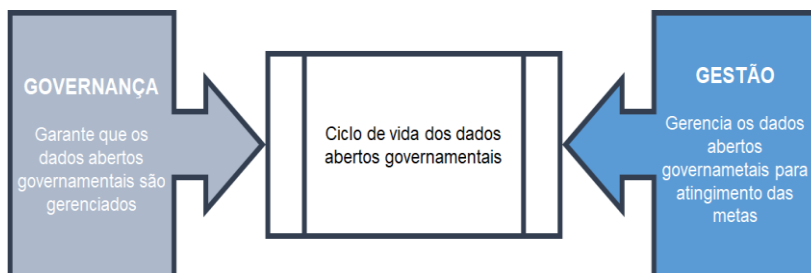 GOVERNANÇA
Garante que os
dados abertos
governamentais são
gerenciados
Ciclo de vida dos dados
abertos governamentais
GESTÃO
Gerencia os dados
abertos
governametais para
atingimento das
metas